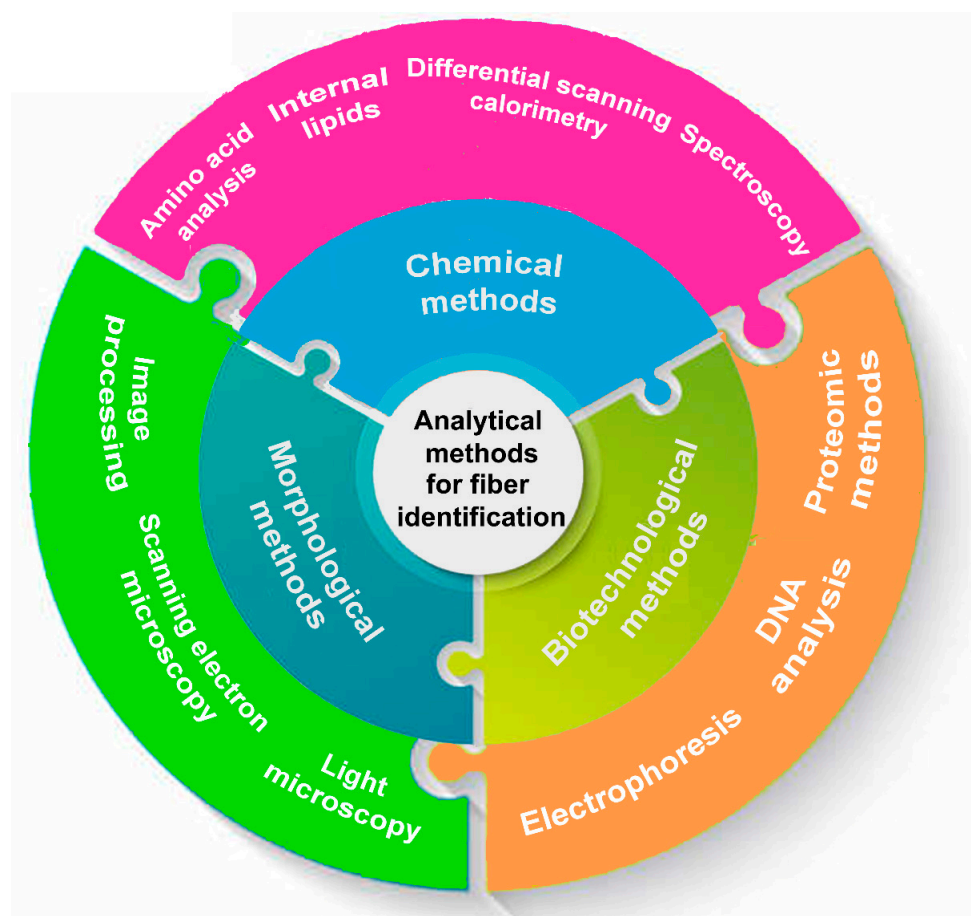 Amino acid
analysis
Internal
lipids
Differential scanning
calorimetry
Spectroscopy
Chemical
methods
Image
processing
Scanning electron
microscopy
Light
microscopy
Morphological
methods
Analytical
methods
for fiber
identification
Biotechnological
methods
Proteomic
methods
DNA
analysis
Electrophoresis